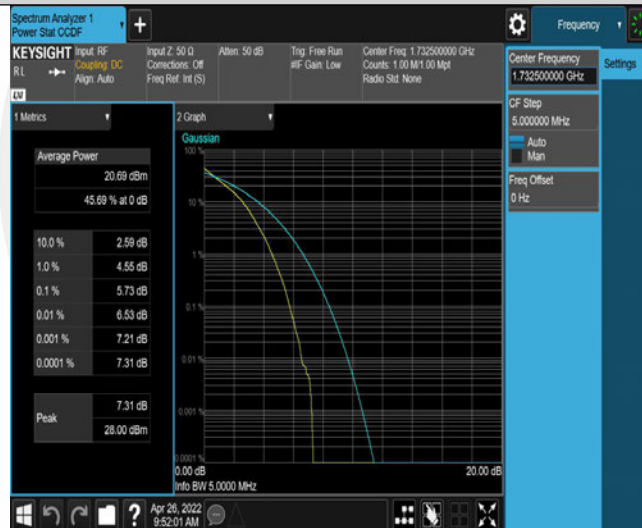 Spectrum Analyzer 1
Power Stat CCDF
Frequency
KEYSIGHT
RL
Input: RF
Coupling: DC
Align: Auto
Input Z: 50 Ω
Corrections: Off
Freq Ref: Int (S)
Atten: 50 dB
Trig: Free Run
#IF Gain: Low
Center Freq: 1.732500000 GHz
Counts: 1.00 M/1.00 Mpt
Radio Std: None
LXI
Center Frequency
1.732500000 GHz
Settings
CF Step
5.000000 MHz
Auto
Man
Freq Offset
0 Hz
1 Metrics
Average Power
20.69 dBm
45.69 % at 0 dB
10.0 % 2.59 dB
1.0 % 4.55 dB
0.1 % 5.73 dB
0.01 % 6.53 dB
0.001 % 7.21 dB
0.0001 % 7.31 dB
Peak
7.31 dB
28.00 dBm
2 Graph
Gaussian
100 %
10 %
1 %
0.1 %
0.01 %
0.001 %
0.0001 %
0.00 dB
20.00 dB
Info BW 5.0000 MHz
?
Apr 26, 2022
9:52:01 AM